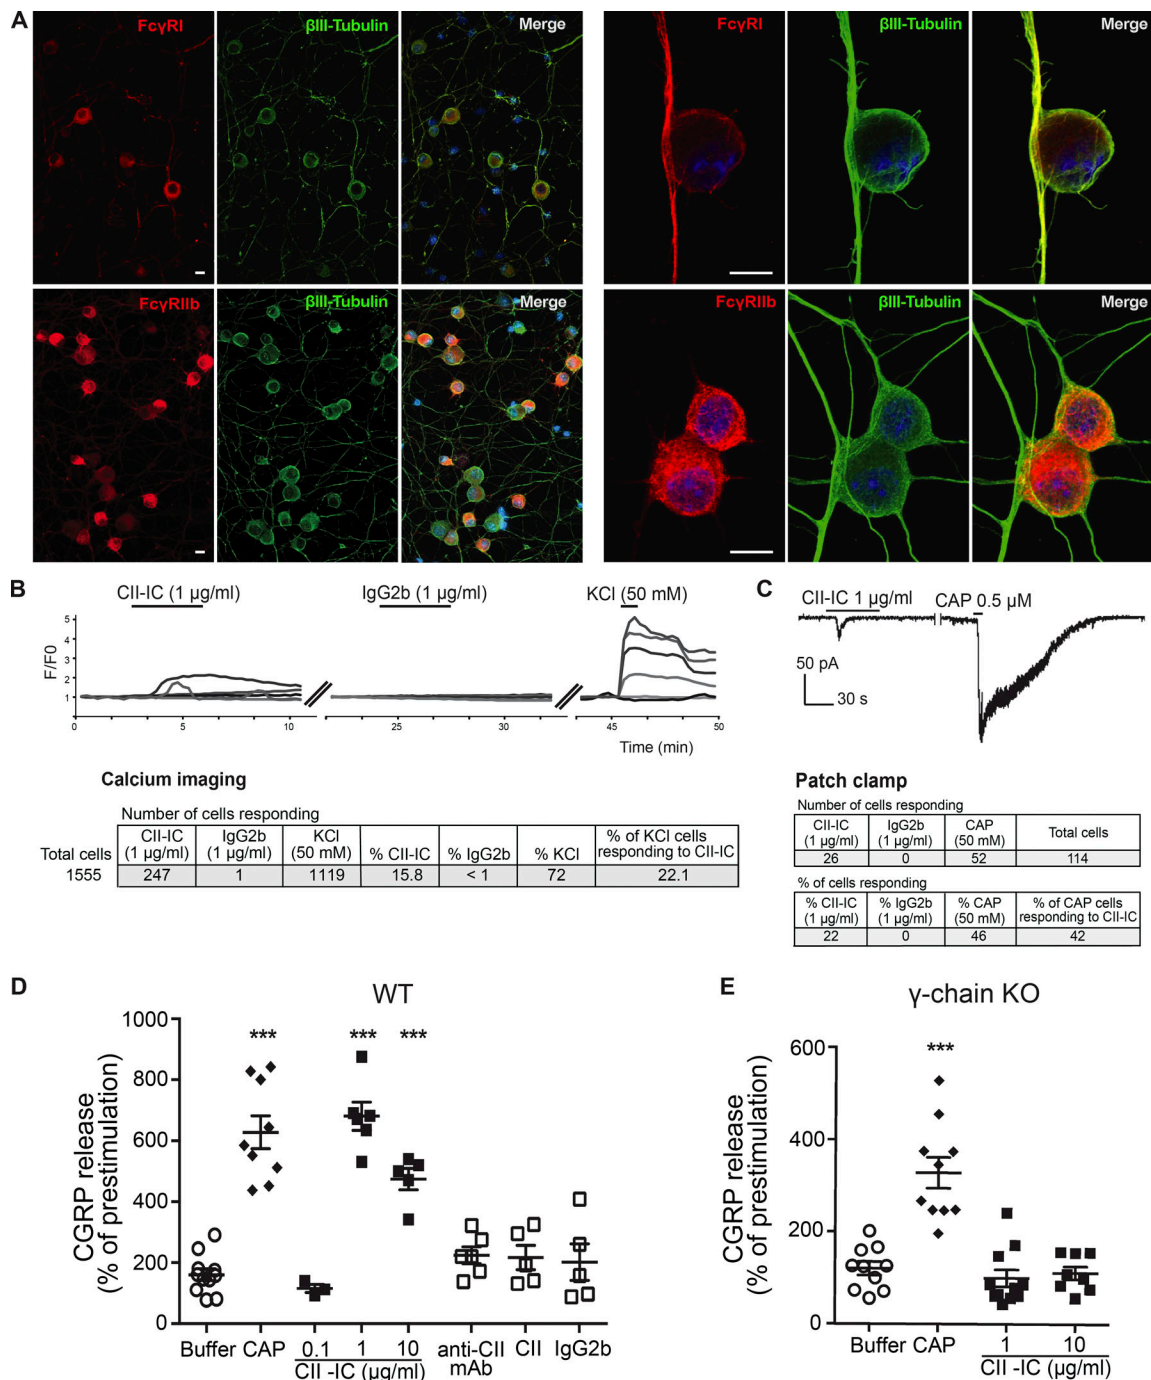 A
FcγRI
βIII-Tubulin
Merge
FcγRI
βIII-Tubulin
Merge
FcγRIIb
βIII-Tubulin
Merge
FcγRIIb
βIII-Tubulin
Merge
B
CII-IC (1 µg/ml)
IgG2b (1 µg/ml)
KCl (50 mM)
F/F0
5
4
3
2
1
0
5
10
25
30
45
50
Time (min)
Calcium imaging
Number of cells responding
Total cells
CII-IC (1 µg/ml)
IgG2b (1 µg/ml)
KCl (50 mM)
% CII-IC
% IgG2b
% KCl
% of KCl cells responding to CII-IC
1555
247
1
1119
15.8
< 1
72
22.1
C
CII-IC 1 µg/ml
CAP 0.5 µM
50 pA
30 s
Patch clamp
Number of cells responding
CII-IC (1 µg/ml)
IgG2b (1 µg/ml)
CAP (50 mM)
Total cells
26
0
52
114
% of cells responding
% CII-IC (1 µg/ml)
% IgG2b (1 µg/ml)
% CAP (50 mM)
% of CAP cells responding to CII-IC
22
0
46
42
D
WT
CGRP release
(% of prestimulation)
1000
800
600
400
200
0
***
***
***
Buffer
CAP
0.1
1
10
CII -IC (µg/ml)
anti-CII
mAb
CII
IgG2b
E
γ-chain KO
CGRP release
(% of prestimulation)
600
400
200
0
***
Buffer
CAP
1
10
CII -IC (µg/ml)